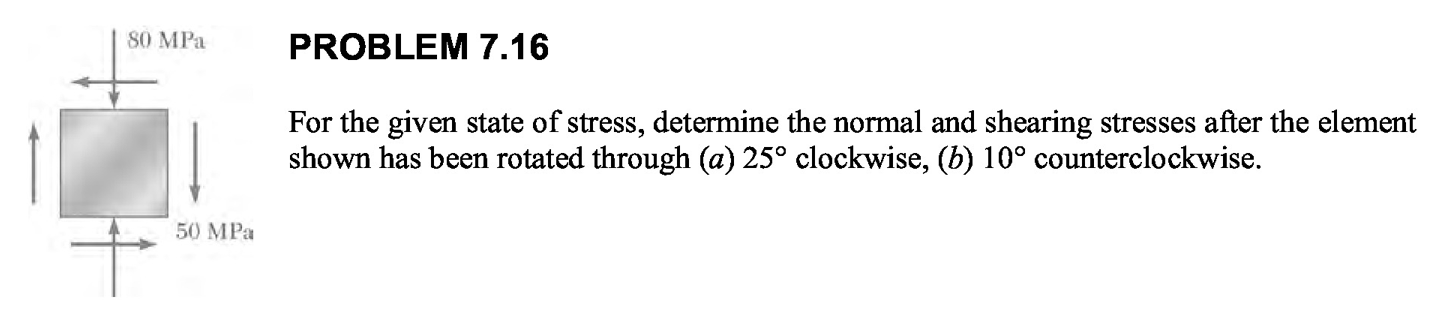 80 MPa
PROBLEM 7.16
For the given state of stress, determine the normal and shearing stresses after the element
shown has been rotated through (a) 25° clockwise, (b) 10° counterclockwise.
50 MPa